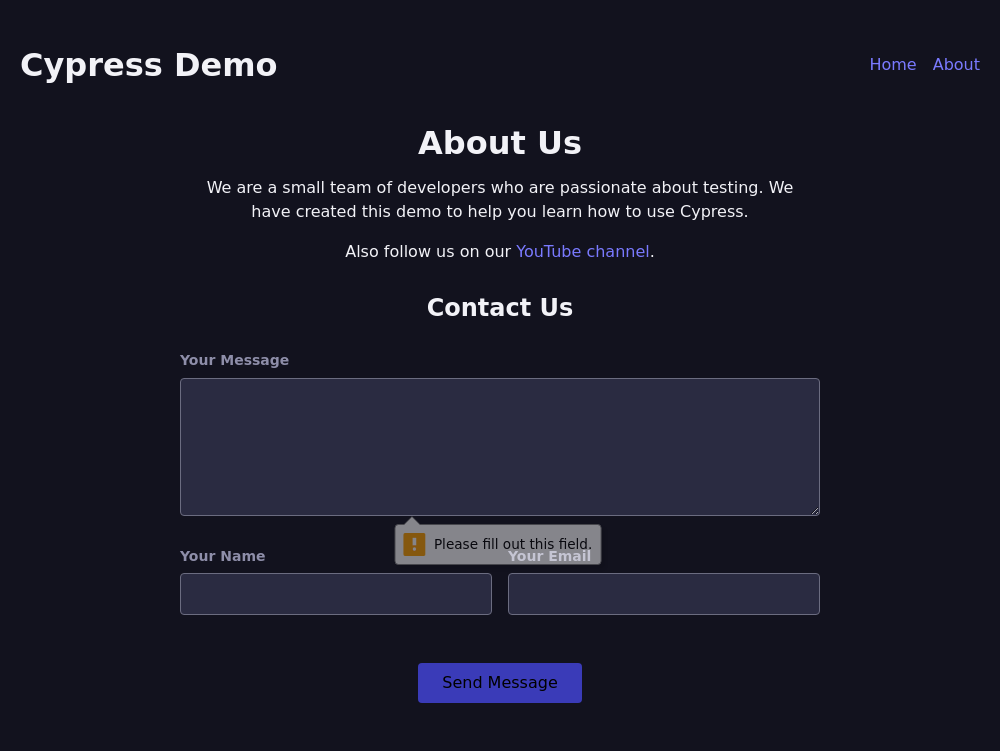 Cypress Demo
Home About
About Us
We are a small team of developers who are passionate about testing. We
have created this demo to help you learn how to use Cypress.
Also follow us on our YouTube channel.
Contact Us
Your Message
Please fill out this field.
Your Name
Your Email
Send Message